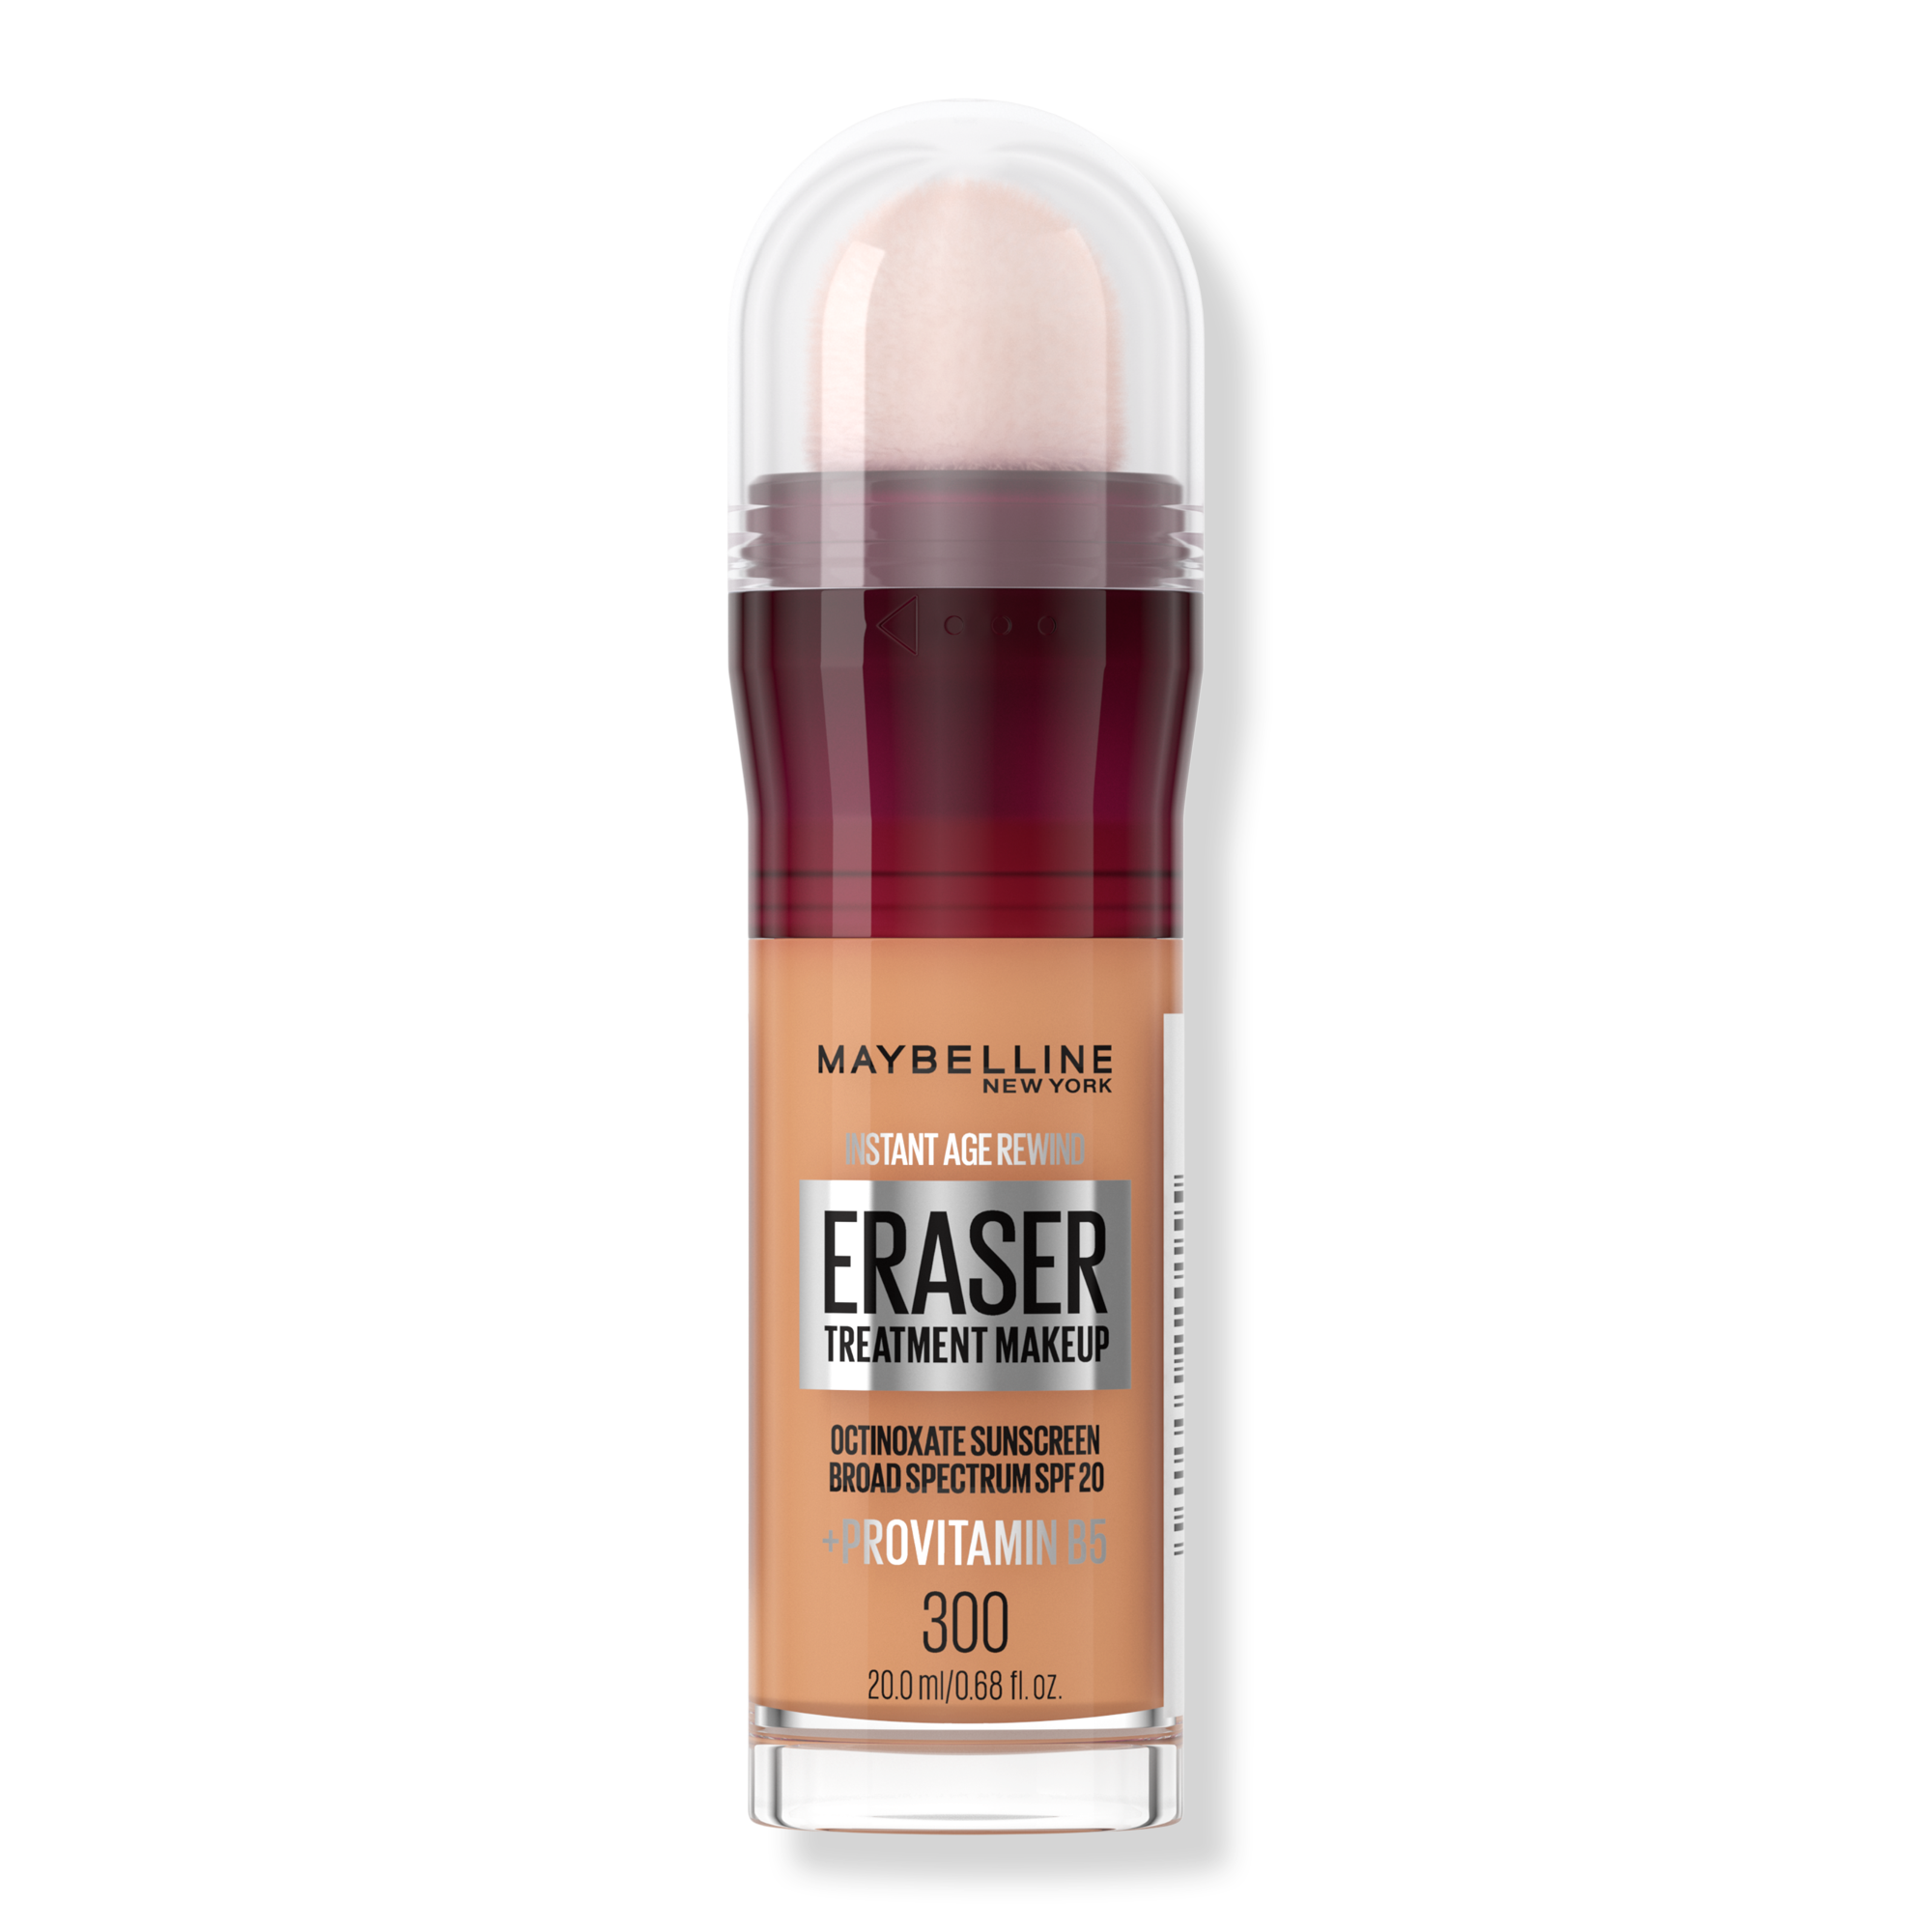 MAYBELLINE
NEW YORK
INSTANT AGE REWIND
ERASER
TREATMENT MAKEUP
OCTINOXATE SUNSCREEN
BROAD SPECTRUM SPF 20
+PROVITAMIN B5
300
20.0 ml/0.68 fl. oz.